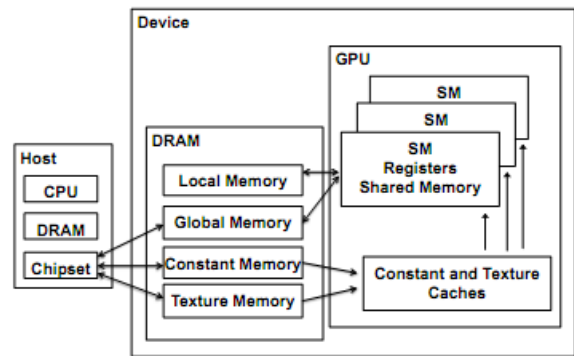 Device
GPU
SM
SM
SM
Registers
Shared Memory
DRAM
Local Memory
Global Memory
Constant Memory
Texture Memory
Host
CPU
DRAM
Chipset
Constant and Texture
Caches